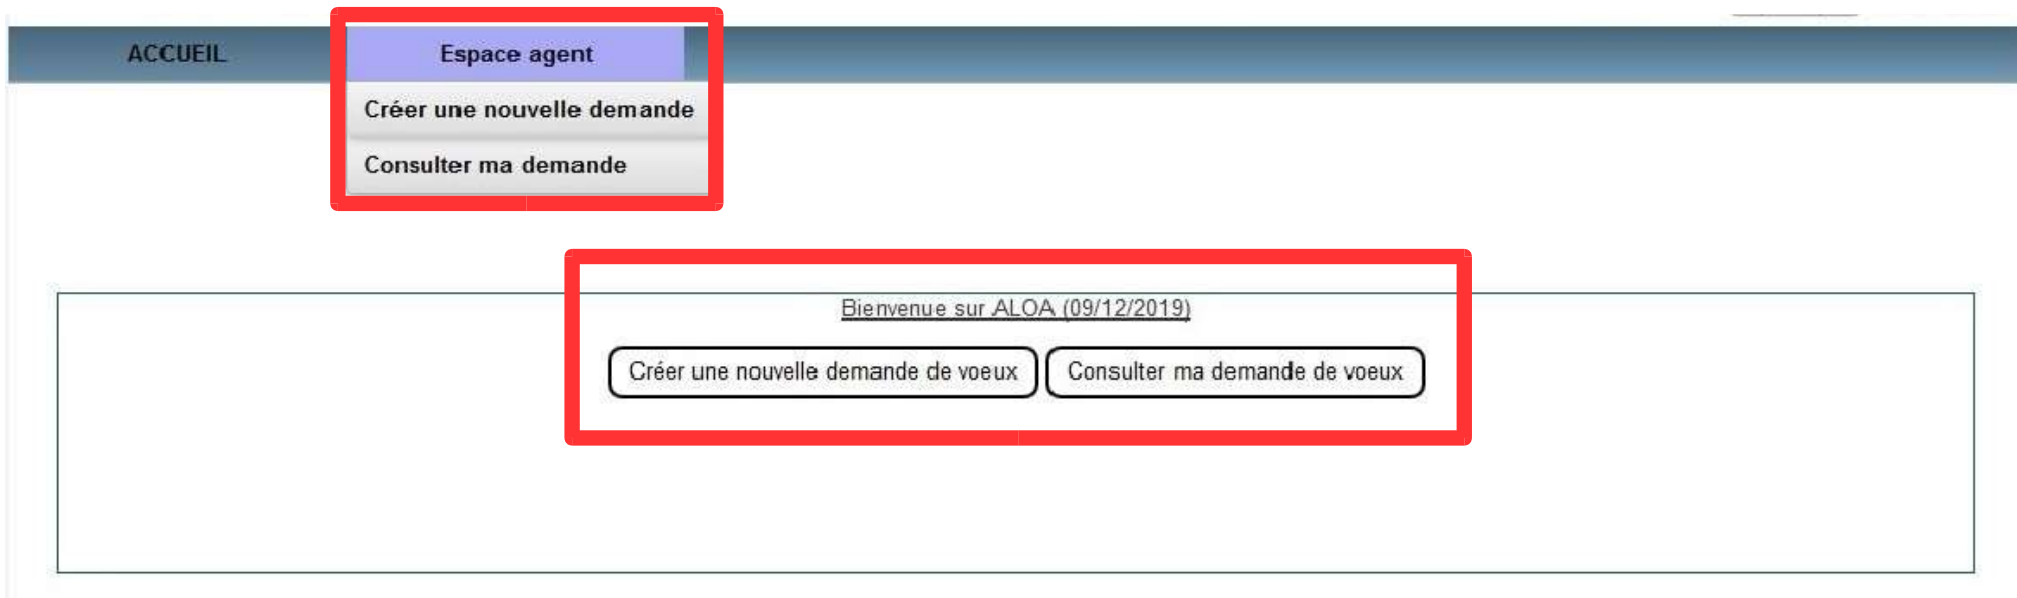 ACCUEIL Espace agent
Créer une nouvelle demande
Consulter ma demande
Bienvenue sur ALOA (09/12/2019)
Créer une nouvelle demande de voeux Consulter ma demande de voeux